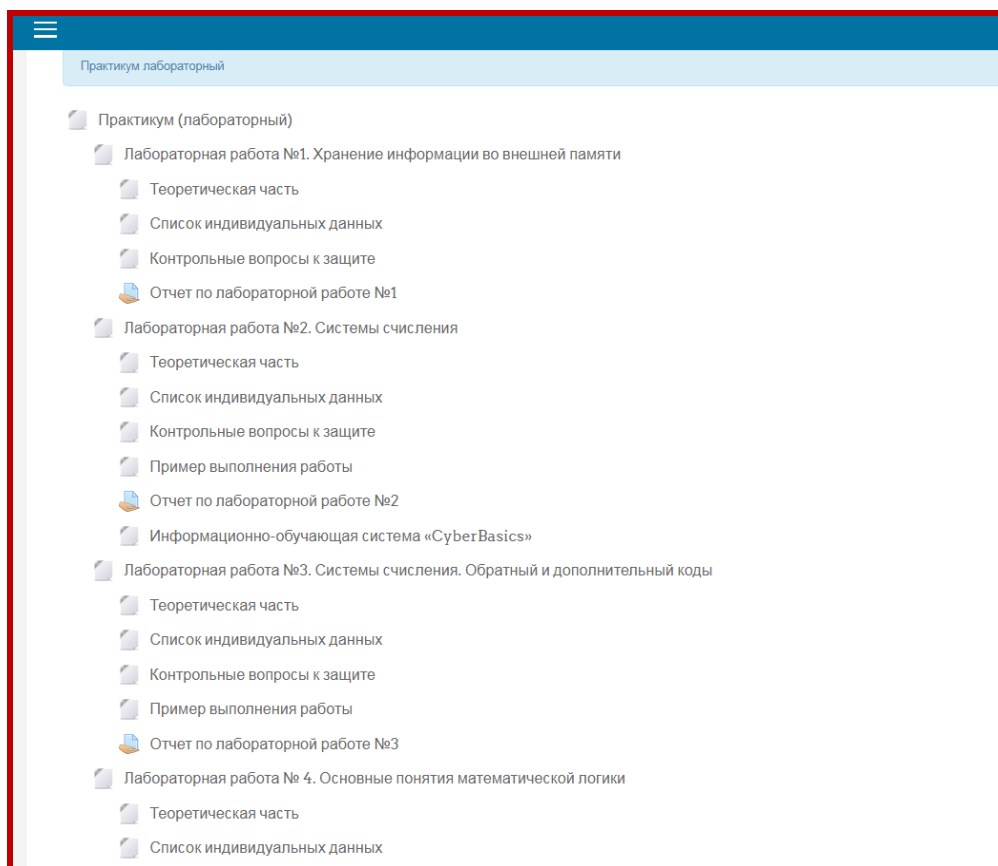 Практикум лабораторный
Практикум (лабораторный)
Лабораторная работа №1. Хранение информации во внешней памяти
Теоретическая часть
Список индивидуальных данных
Контрольные вопросы к защите
Отчет по лабораторной работе №1
Лабораторная работа №2. Системы счисления
Теоретическая часть
Список индивидуальных данных
Контрольные вопросы к защите
Пример выполнения работы
Отчет по лабораторной работе №2
Информационно-обучающая система «CyberBasics»
Лабораторная работа №3. Системы счисления. Обратный и дополнительный коды
Теоретическая часть
Список индивидуальных данных
Контрольные вопросы к защите
Пример выполнения работы
Отчет по лабораторной работе №3
Лабораторная работа № 4. Основные понятия математической логики
Теоретическая часть
Список индивидуальных данных